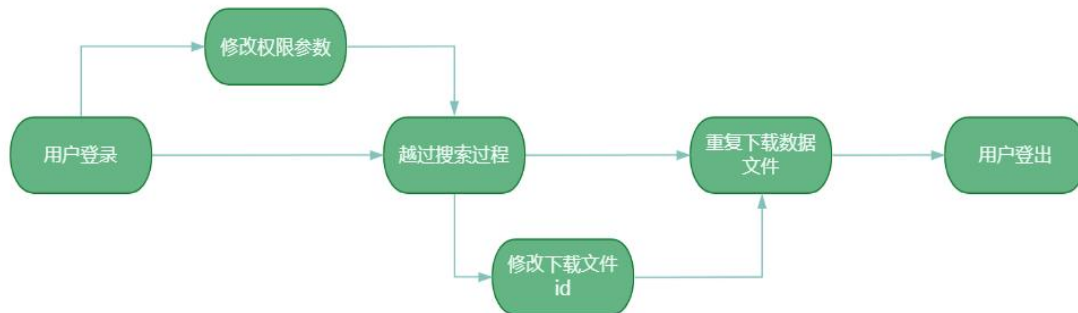 修改权限参数
用户登录
越过搜索过程
重复下载数据
文件
用户登出
修改下载文件
id